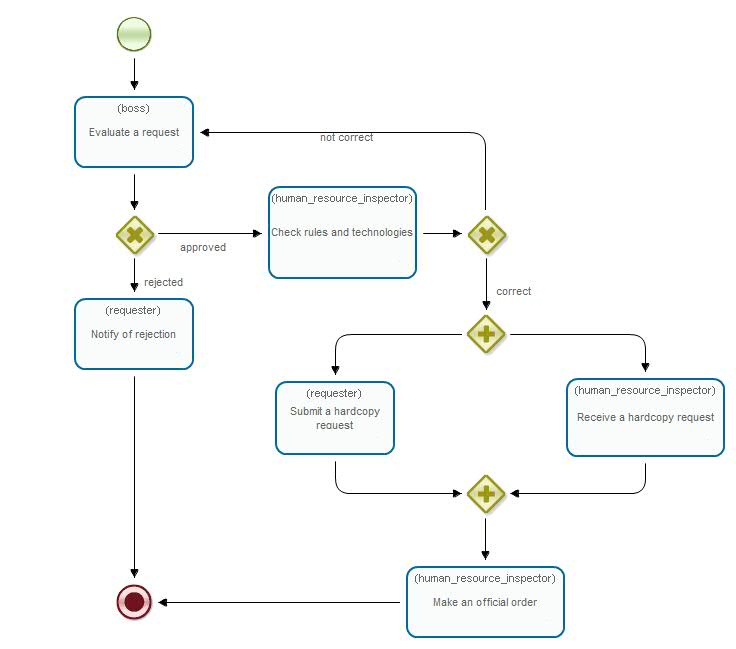 (boss)
Evaluate a request
not correct
(human_resource_inspector)
Check rules and technologies
approved
rejected
correct
(requester)
Notify of rejection
(requester)
Submit a hardcopy
request
(human_resource_inspector)
Receive a hardcopy request
(human_resource_inspector)
Make an official order